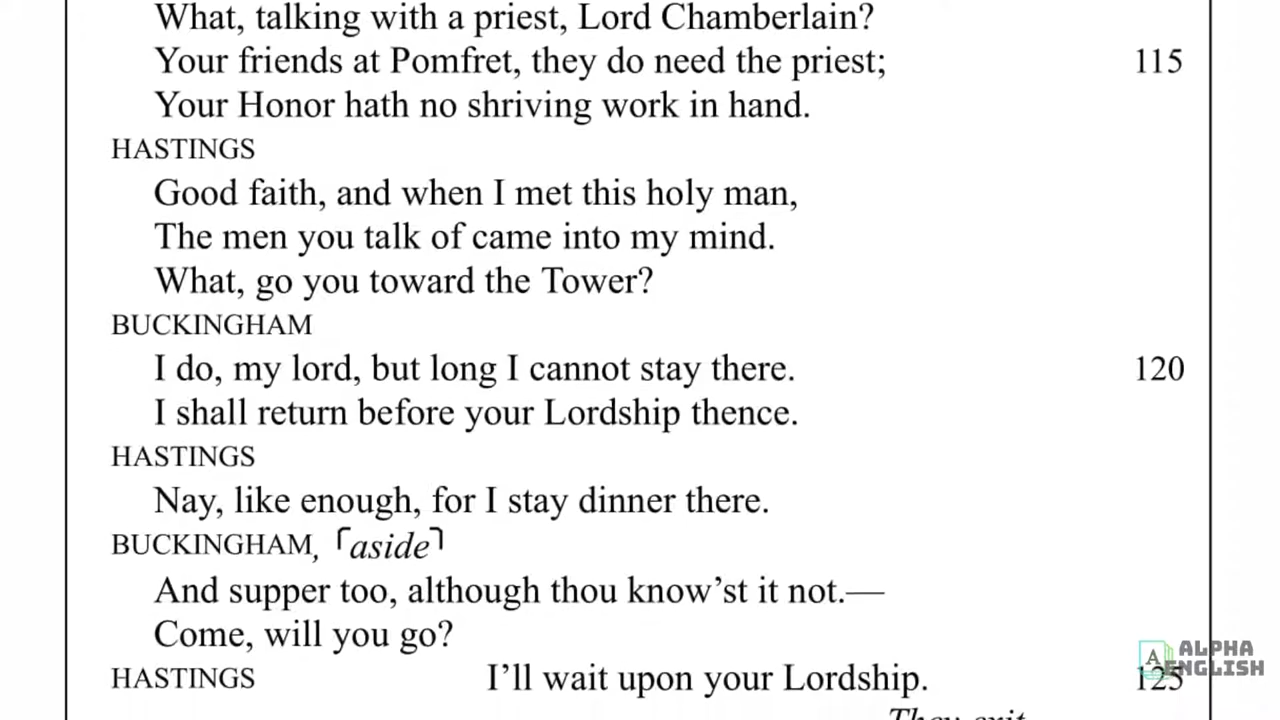 What, talking with a priest, Lord Chamberlain?
Your friends at Pomfret, they do need the priest; 115
Your Honor hath no shriving work in hand.
HASTINGS
Good faith, and when I met this holy man,
The men you talk of came into my mind.
What, go you toward the Tower?
BUCKINGHAM
I do, my lord, but long I cannot stay there. 120
I shall return before your Lordship thence.
HASTINGS
Nay, like enough, for I stay dinner there.
BUCKINGHAM, ⌜aside⌝
And supper too, although thou know’st it not.—
Come, will you go?
HASTINGS I’ll wait upon your Lordship. 125
They exit
ALPHA
ENGLISH